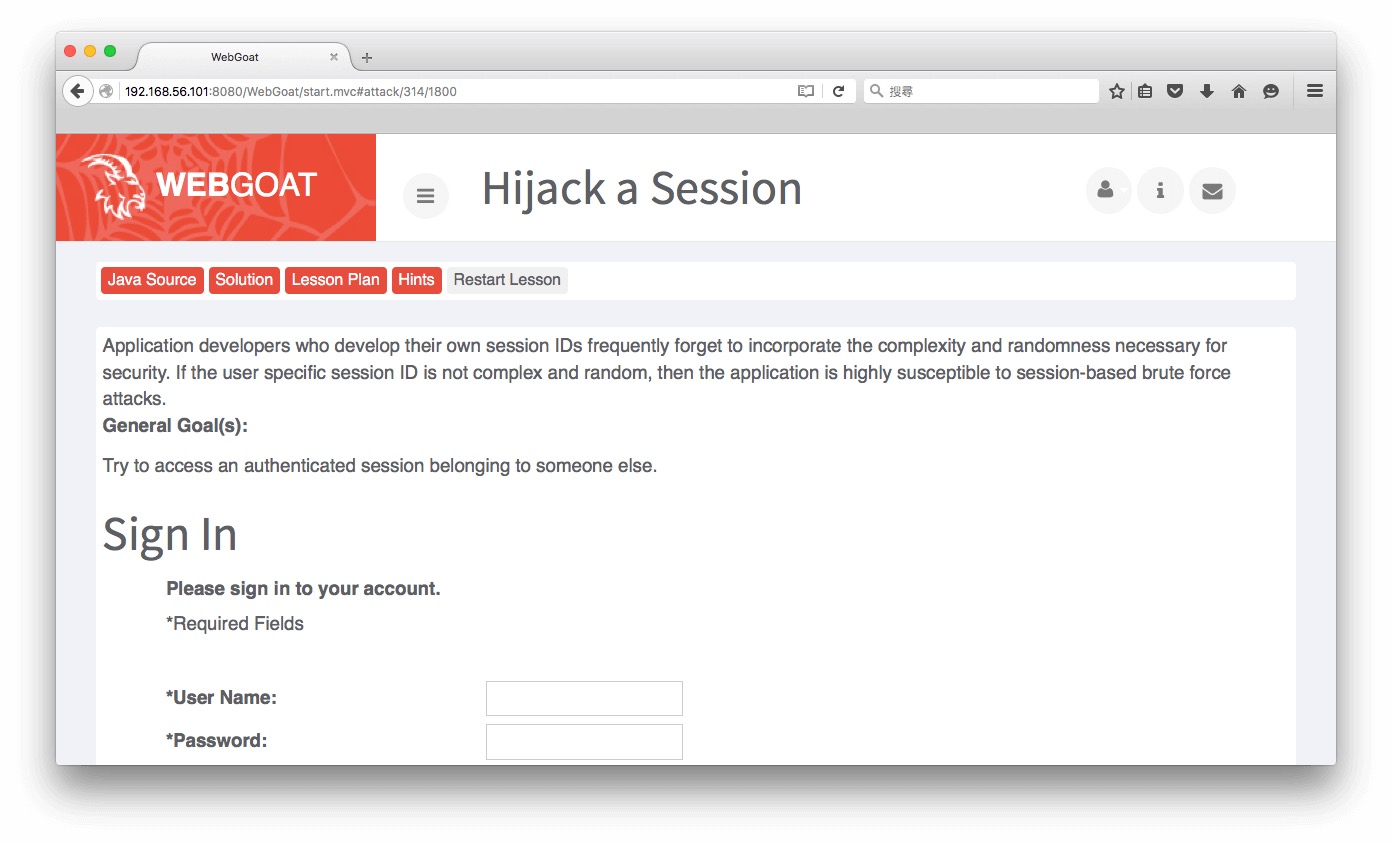 WebGoat
192.168.56.101:8080/WebGoat/start.mvc#attack/314/1800
搜尋
WEBGOAT
Hijack a Session
Java Source Solution Lesson Plan Hints Restart Lesson
Application developers who develop their own session IDs frequently forget to incorporate the complexity and randomness necessary for
security. If the user specific session ID is not complex and random, then the application is highly susceptible to session-based brute force
attacks.
General Goal(s):
Try to access an authenticated session belonging to someone else.
Sign In
Please sign in to your account.
*Required Fields
*User Name:
*Password: